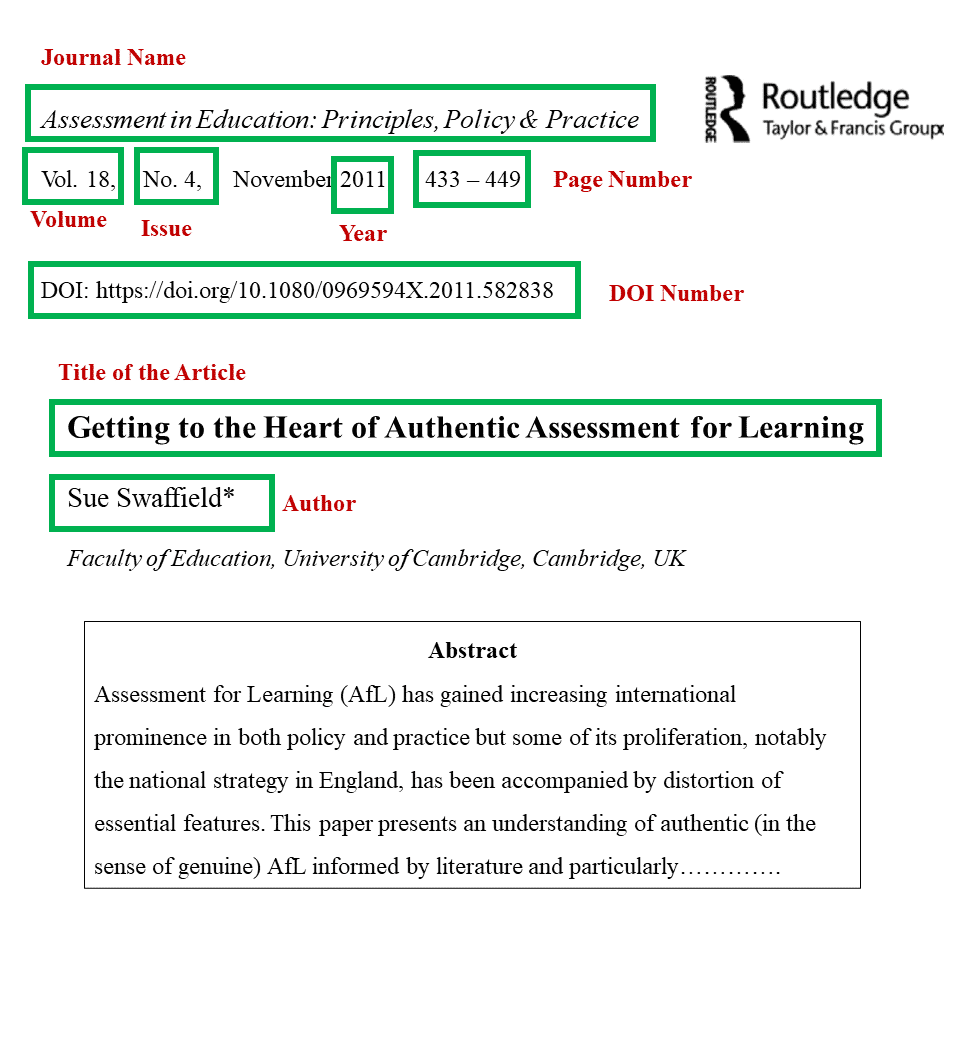 Journal Name
Assessment in Education: Principles, Policy & Practice
ROUTLEDGE
Routledge
Taylor & Francis Group
Vol. 18, No. 4, November 2011 433 – 449 Page Number
Volume Issue Year
DOI: https://doi.org/10.1080/0969594X.2011.582838 DOI Number
Title of the Article
Getting to the Heart of Authentic Assessment for Learning
Sue Swaffield* Author
Faculty of Education, University of Cambridge, Cambridge, UK
Abstract
Assessment for Learning (AfL) has gained increasing international
prominence in both policy and practice but some of its proliferation, notably
the national strategy in England, has been accompanied by distortion of
essential features. This paper presents an understanding of authentic (in the
sense of genuine) AfL informed by literature and particularly………….